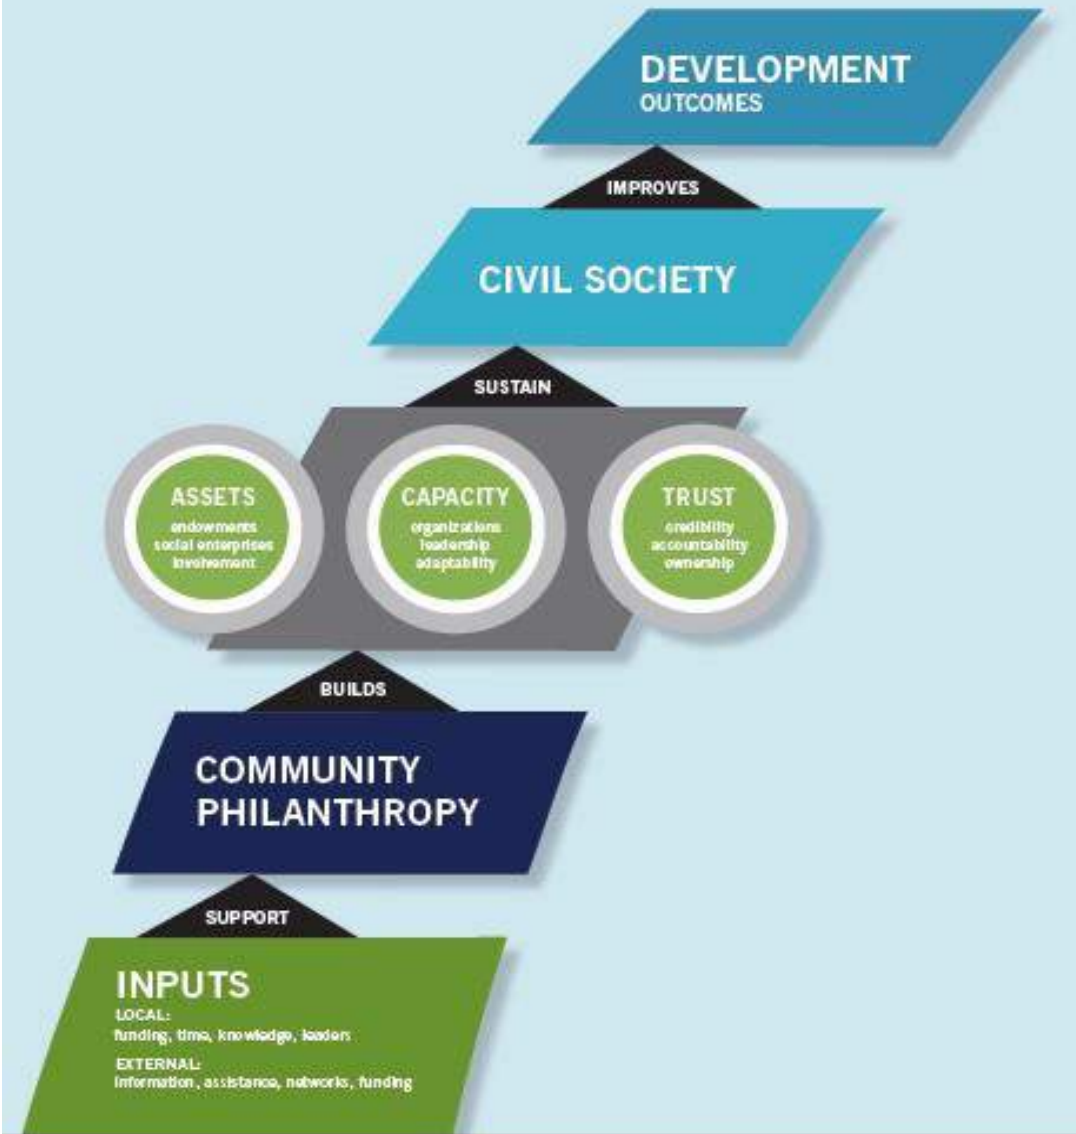 DEVELOPMENT
OUTCOMES
IMPROVES
CIVIL SOCIETY
SUSTAIN
ASSETS
endowments
social enterprises
involvement
CAPACITY
organizations
leadership
adaptability
TRUST
credibility
accountability
ownership
BUILDS
COMMUNITY
PHILANTHROPY
SUPPORT
INPUTS
LOCAL:
funding, time, knowledge, leaders
EXTERNAL:
information, assistance, networks, funding